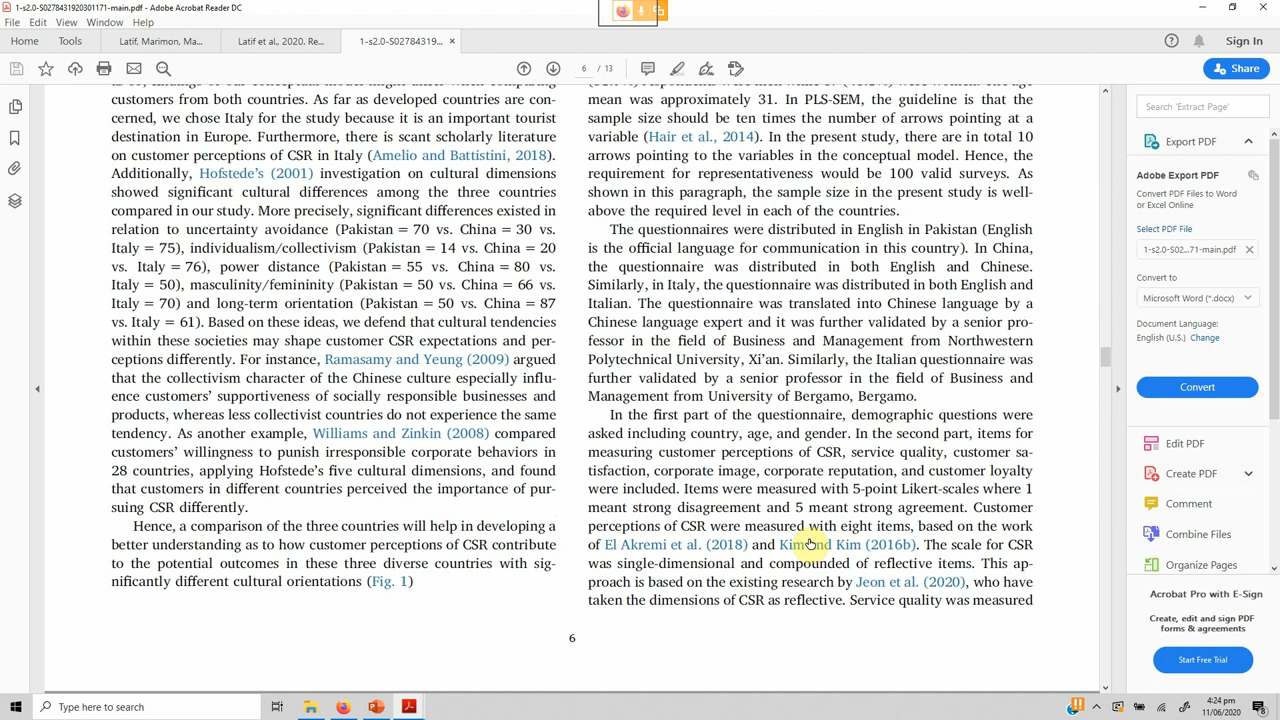 1-s2.0-S0278431920301171-main.pdf - Adobe Acrobat Reader DC
File Edit View Window Help
Home Tools Latif, Marimon, Ma... Latif et al., 2020. Re... 1-s2.0-S02784319... × Sign In
6 / 13 Share
customers from both countries. As far as developed countries are con-
cerned, we chose Italy for the study because it is an important tourist
destination in Europe. Furthermore, there is scant scholarly literature
on customer perceptions of CSR in Italy (Amelio and Battistini, 2018).
Additionally, Hofstede's (2001) investigation on cultural dimensions
showed significant cultural differences among the three countries
compared in our study. More precisely, significant differences existed in
relation to uncertainty avoidance (Pakistan = 70 vs. China = 30 vs.
Italy = 75), individualism/collectivism (Pakistan = 14 vs. China = 20
vs. Italy = 76), power distance (Pakistan = 55 vs. China = 80 vs.
Italy = 50), masculinity/femininity (Pakistan = 50 vs. China = 66 vs.
Italy = 70) and long-term orientation (Pakistan = 50 vs. China = 87
vs. Italy = 61). Based on these ideas, we defend that cultural tendencies
within these societies may shape customer CSR expectations and per-
ceptions differently. For instance, Ramasamy and Yeung (2009) argued
that the collectivism character of the Chinese culture especially influ-
ence customers' supportiveness of socially responsible businesses and
products, whereas less collectivist countries do not experience the same
tendency. As another example, Williams and Zinkin (2008) compared
customers' willingness to punish irresponsible corporate behaviors in
28 countries, applying Hofstede's five cultural dimensions, and found
that customers in different countries perceived the importance of pur-
suing CSR differently.
Hence, a comparison of the three countries will help in developing a
better understanding as to how customer perceptions of CSR contribute
to the potential outcomes in these three diverse countries with sig-
nificantly different cultural orientations (Fig. 1)
mean was approximately 31. In PLS-SEM, the guideline is that the
sample size should be ten times the number of arrows pointing at a
variable (Hair et al., 2014). In the present study, there are in total 10
arrows pointing to the variables in the conceptual model. Hence, the
requirement for representativeness would be 100 valid surveys. As
shown in this paragraph, the sample size in the present study is well-
above the required level in each of the countries.
The questionnaires were distributed in English in Pakistan (English
is the official language for communication in this country). In China,
the questionnaire was distributed in both English and Chinese.
Similarly, in Italy, the questionnaire was distributed in both English and
Italian. The questionnaire was translated into Chinese language by a
Chinese language expert and it was further validated by a senior pro-
fessor in the field of Business and Management from Northwestern
Polytechnical University, Xi'an. Similarly, the Italian questionnaire was
further validated by a senior professor in the field of Business and
Management from University of Bergamo, Bergamo.
In the first part of the questionnaire, demographic questions were
asked including country, age, and gender. In the second part, items for
measuring customer perceptions of CSR, service quality, customer sa-
tisfaction, corporate image, corporate reputation, and customer loyalty
were included. Items were measured with 5-point Likert-scales where 1
meant strong disagreement and 5 meant strong agreement. Customer
perceptions of CSR were measured with eight items, based on the work
of El Akremi et al. (2018) and Kim and Kim (2016b). The scale for CSR
was single-dimensional and compounded of reflective items. This ap-
proach is based on the existing research by Jeon et al. (2020), who have
taken the dimensions of CSR as reflective. Service quality was measured
6
Search 'Extract Page'
Export PDF
Adobe Export PDF
Convert PDF Files to Word
or Excel Online
Select PDF File
1-s2.0-S02...71-main.pdf ×
Convert to
Microsoft Word (*.docx)
Document Language:
English (U.S.) Change
Convert
Edit PDF
Create PDF
Comment
Combine Files
Organize Pages
Acrobat Pro with E-Sign
Create, edit and sign PDF
forms & agreements
Start Free Trial
Type here to search
4:24 pm
11/06/2020
8